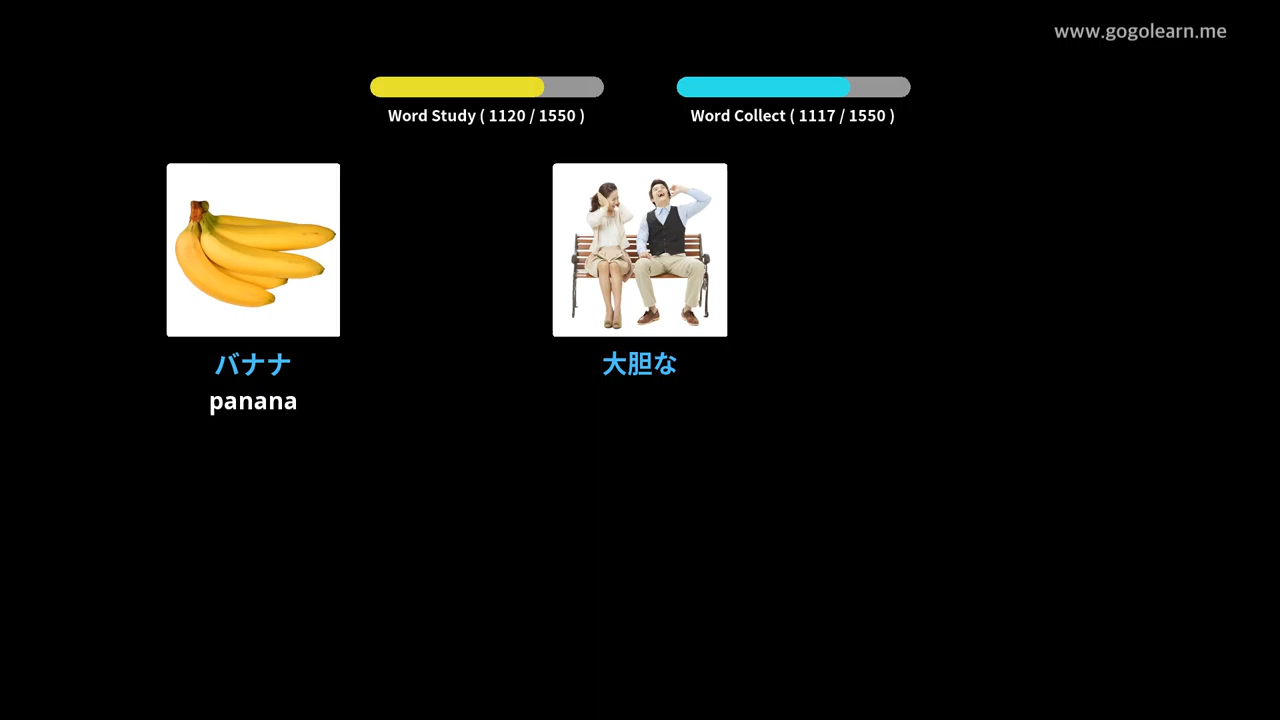 www.gogolearn.me
Word Study ( 1120 / 1550 )
Word Collect ( 1117 / 1550 )
バナナ
panana
大胆な